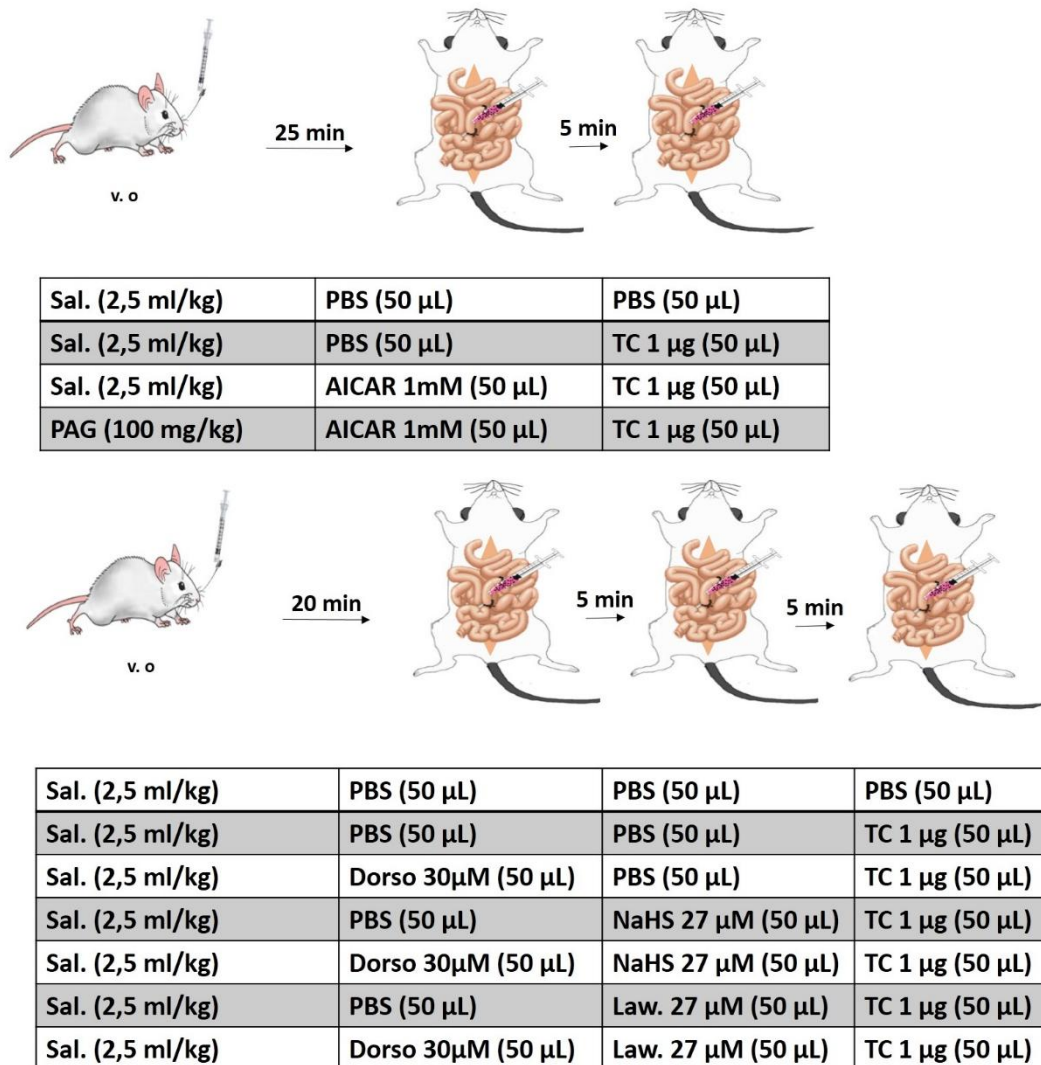 25 min
5 min
v. o
Sal. (2,5 ml/kg) PBS (50 µL) PBS (50 µL)
Sal. (2,5 ml/kg) PBS (50 µL) TC 1 µg (50 µL)
Sal. (2,5 ml/kg) AICAR 1mM (50 µL) TC 1 µg (50 µL)
PAG (100 mg/kg) AICAR 1mM (50 µL) TC 1 µg (50 µL)
20 min
5 min
5 min
v. o
Sal. (2,5 ml/kg) PBS (50 µL) PBS (50 µL) PBS (50 µL)
Sal. (2,5 ml/kg) PBS (50 µL) PBS (50 µL) TC 1 µg (50 µL)
Sal. (2,5 ml/kg) Dorso 30µM (50 µL) PBS (50 µL) TC 1 µg (50 µL)
Sal. (2,5 ml/kg) PBS (50 µL) NaHS 27 µM (50 µL) TC 1 µg (50 µL)
Sal. (2,5 ml/kg) Dorso 30µM (50 µL) NaHS 27 µM (50 µL) TC 1 µg (50 µL)
Sal. (2,5 ml/kg) PBS (50 µL) Law. 27 µM (50 µL) TC 1 µg (50 µL)
Sal. (2,5 ml/kg) Dorso 30µM (50 µL) Law. 27 µM (50 µL) TC 1 µg (50 µL)